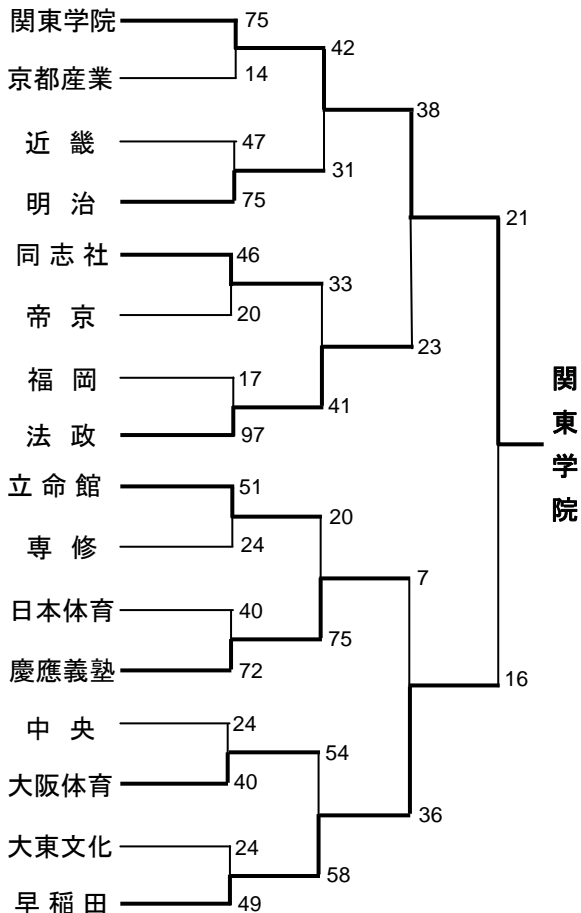 関東学院 75
42
京都産業 14
38
近畿 47
31
明治 75
21
同志社 46
33
帝京 20
23
福岡 17
41
法政 97
関東学院
立命館 51
20
専修 24
7
日本体育 40
75
慶應義塾 72
16
中央 24
54
大阪体育 40
36
大東文化 24
58
早稲田 49